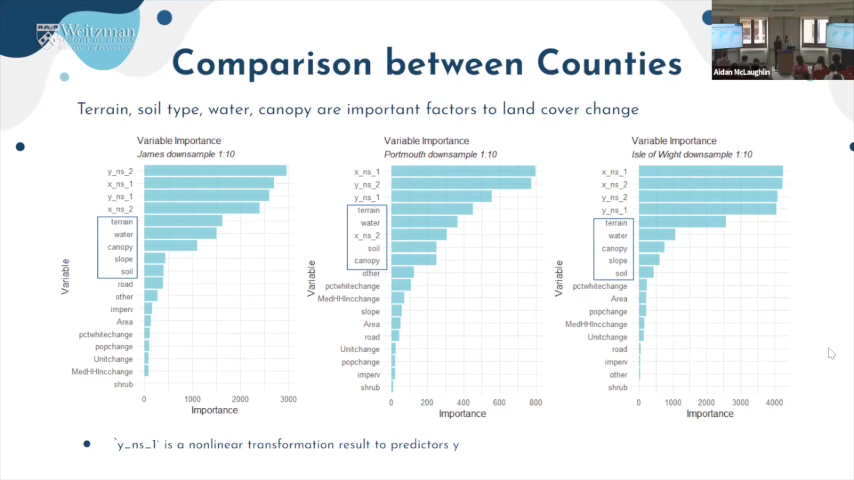 Weitzman
Comparison between Counties
Aidan McLaughlin
Terrain, soil type, water, canopy are important factors to land cover change
Variable Importance
James downsample 1:10
y_ns_2
x_ns_1
y_ns_1
x_ns_2
terrain
water
canopy
slope
soil
road
other
imperv
Area
pctwhitechange
popchange
Unitchange
MedHHIncchange
shrub
Variable
0
1000
2000
3000
Importance
Variable Importance
Portmouth downsample 1:10
x_ns_1
y_ns_2
y_ns_1
terrain
water
x_ns_2
soil
canopy
other
pctwhitechange
MedHHIncchange
slope
Area
road
Unitchange
popchange
imperv
shrub
Variable
0
200
400
600
800
Importance
Variable Importance
Isle of Wight downsample 1:10
x_ns_1
x_ns_2
y_ns_2
y_ns_1
terrain
water
canopy
slope
soil
pctwhitechange
Area
popchange
MedHHIncchange
Unitchange
road
imperv
other
shrub
Variable
0
1000
2000
3000
4000
Importance
`y_ns_1` is a nonlinear transformation result to predictors y